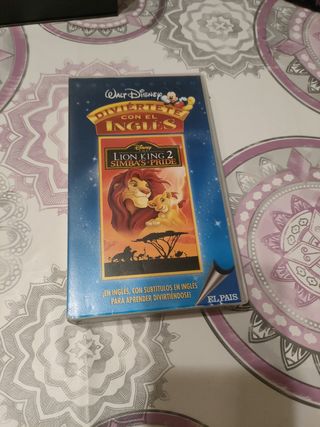 WALT DISNEY
DIVIÉRTETE
CON EL
INGLÉS
DISNEY
LION KING 2
SIMBA'S PRIDE
¡EN INGLÉS, CON SUBTÍTULOS EN INGLÉS
PARA APRENDER DIVIRTIÉNDOSE!
EL PAIS